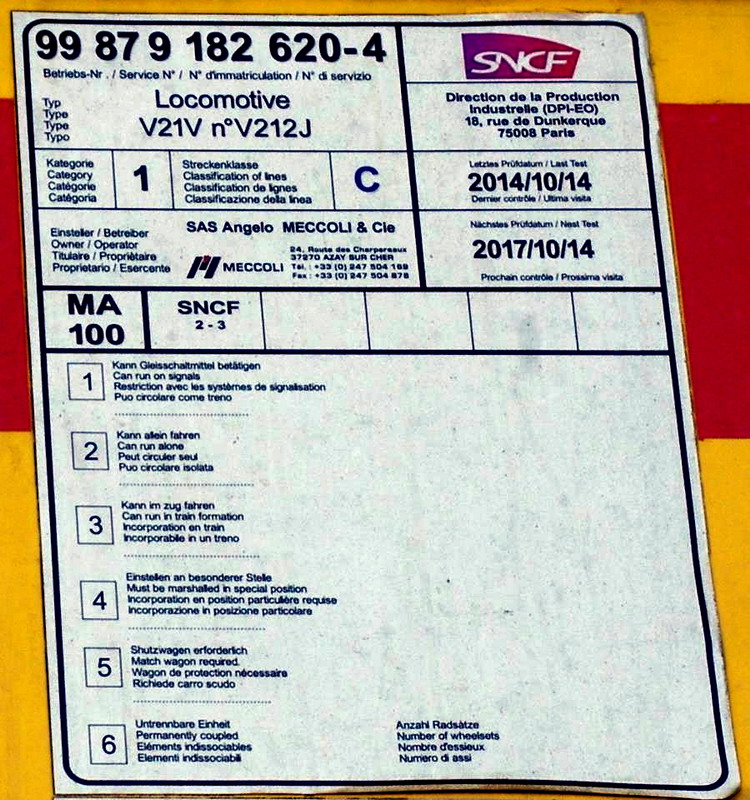 99 87 9 182 620-4
Betriebs-Nr . / Service N° / N° d'immatriculation / N° di servizio
SNCF
Typ
Type
Type
Typo
Locomotive
V21V n°V212J
Direction de la Production
Industrielle (DPI-EO)
18, rue de Dunkerque
75008 Paris
Kategorie
Category
Catégorie
Catégoria
1
Streckenklasse
Classification of lines
Classification de lignes
Classificazione della linea
C
Letztes Prüfdatum / Last Test
2014/10/14
Dernier contrôle / Ultima visita
Einsteller / Betreiber
Owner / Operator
Titulaire / Propriétaire
Proprietario / Esercente
SAS Angelo MECCOLI & Cie
MECCOLI
24, Route des Charpereaux
37270 AZAY SUR CHER
Tél. : +33 (0) 247 504 169
Fax : +33 (0) 247 504 878
Nächstes Prüfdatum / Nest Test
2017/10/14
Prochain contrôle / Prossima visita
MA
100
SNCF
2 - 3
1
Kann Gleisschaltmittel betätigen
Can run on signals
Restriction avec les systèmes de signalisation
Puo circolare come treno
2
Kann allein fahren
Can run alone
Peut circuler seul
Puo circolare isolata
3
Kann im zug fahren
Can run in train formation
Incorporation en train
Incorporabile in un treno
4
Einstellen an besonderer Stelle
Must be marshalled in special position
Incorporation en position particulière requise
Incorporazione in posizione particolare
5
Shutzwagen erforderlich
Match wagon required.
Wagon de protection nécessaire
Richiede carro scudo
6
Untrennbare Einheit
Permanently coupled
Eléments indissociables
Elementi indissociabili
Anzahl Radsätze
Number of wheelsets
Nombre d'essieux
Numero di assi